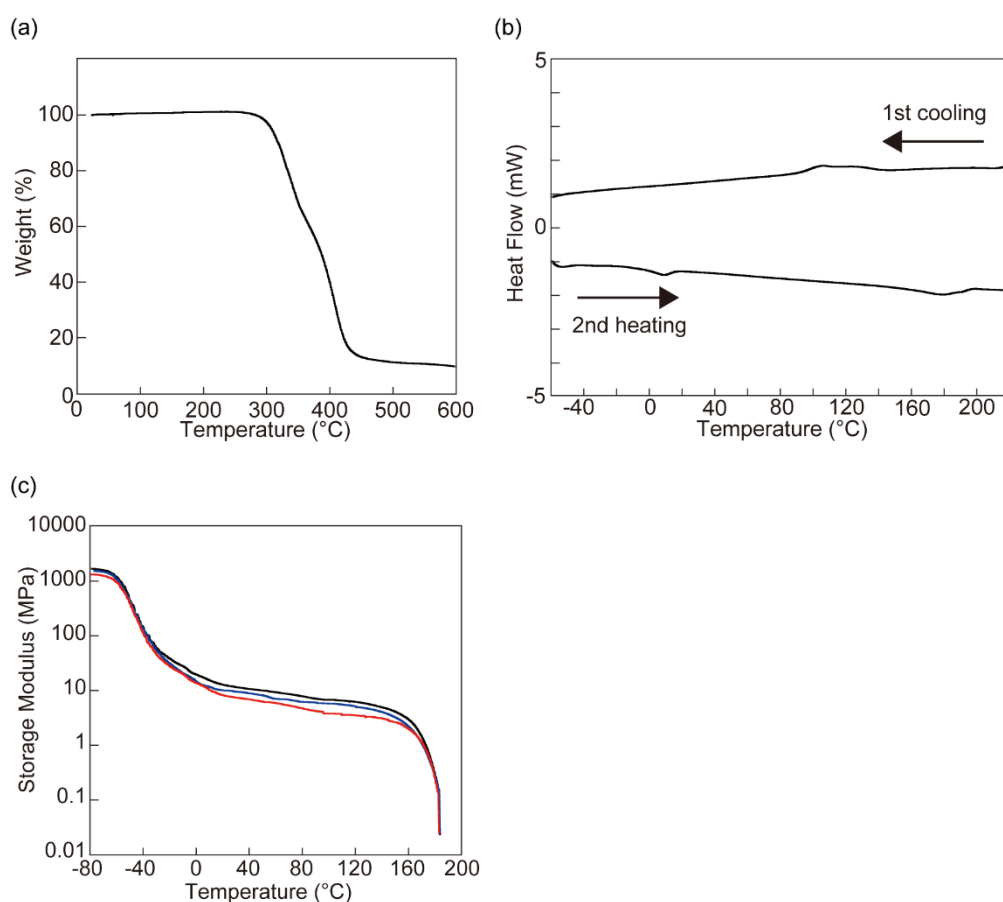 (a)
100
80
60
40
20
0
Weight (%)
0 100 200 300 400 500 600
Temperature (°C)
(b)
5
0
-5
Heat Flow (mW)
1st cooling
2nd heating
-40 0 40 80 120 160 200
Temperature (°C)
(c)
10000
1000
100
10
1
0.1
0.01
Storage Modulus (MPa)
-80 -40 0 40 80 120 160 200
Temperature (°C)